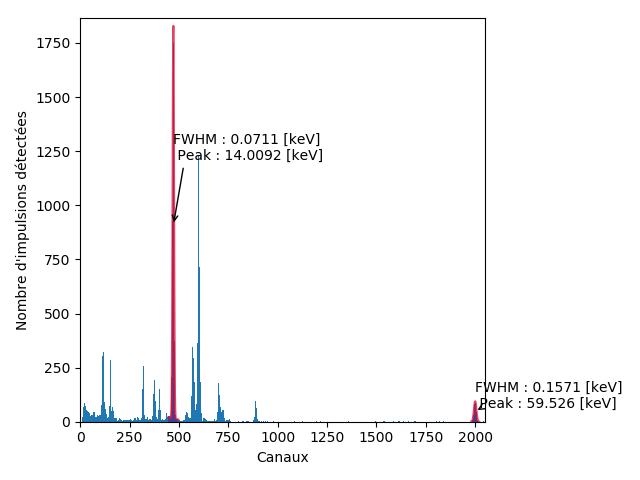 1750
1500
1250
1000
750
500
250
0
Nombre d'impulsions détectées
FWHM : 0.0711 [keV]
Peak : 14.0092 [keV]
FWHM : 0.1571 [keV]
Peak : 59.526 [keV]
0 250 500 750 1000 1250 1500 1750 2000
Canaux